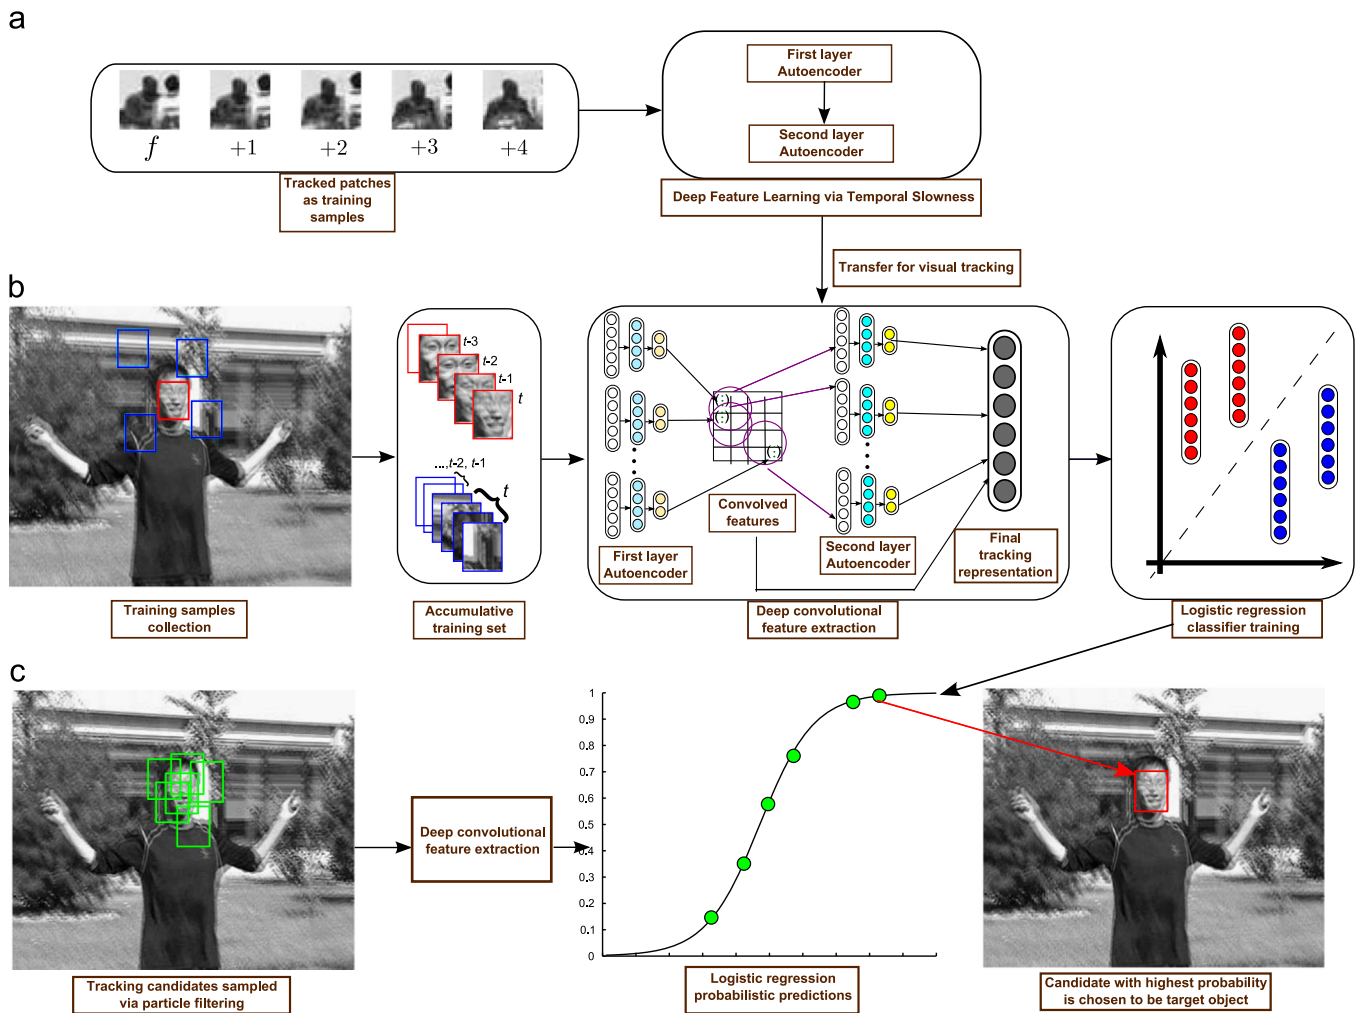 a
First layer
Autoencoder
Second layer
Autoencoder
f
+1
+2
+3
+4
Tracked patches
as training
samples
Deep Feature Learning via Temporal Slowness
Transfer for visual tracking
b
t-3
t-2
t-1
t
...,t-2, t-1
t
(:)
(:)
(:)
Convolved
features
First layer
Autoencoder
Second layer
Autoencoder
Final
tracking
representation
Training samples
collection
Accumulative
training set
Deep convolutional
feature extraction
Logistic regression
classifier training
c
1
0.9
0.8
0.7
0.6
0.5
0.4
0.3
0.2
0.1
0
Deep convolutional
feature extraction
Tracking candidates sampled
via particle filtering
Logistic regression
probabilistic predictions
Candidate with highest probability
is chosen to be target object